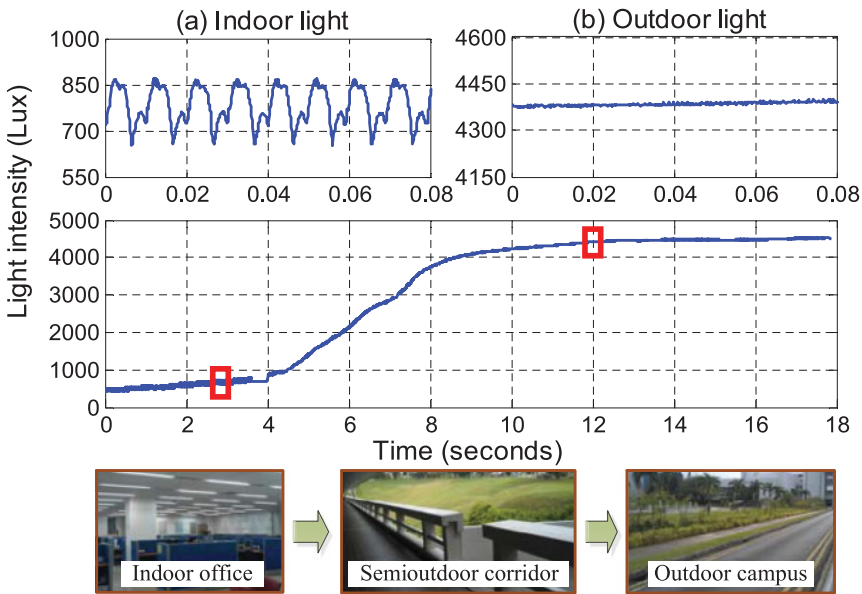 (a) Indoor light
(b) Outdoor light
Light intensity (Lux)
1000
850
700
550
0 0.02 0.04 0.06 0.08
4600
4450
4300
4150
0 0.02 0.04 0.06 0.08
5000
4000
3000
2000
1000
0
0 2 4 6 8 10 12 14 16 18
Time (seconds)
Indoor office
Semioutdoor corridor
Outdoor campus